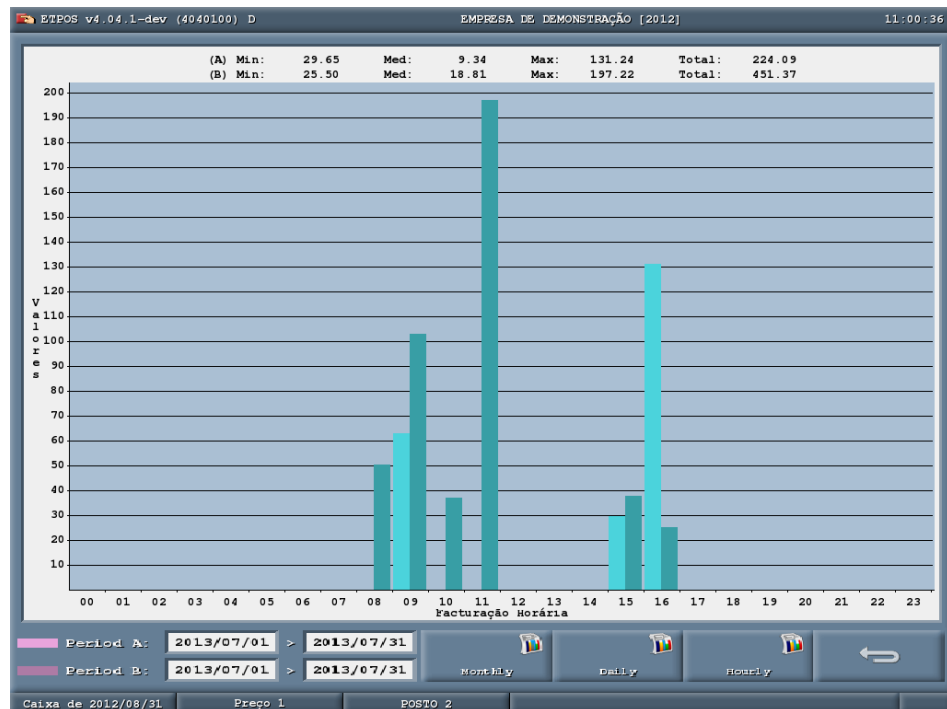 ETPOS v4.04.1-dev (4040100) D EMPRESA DE DEMONSTRAÇÃO [2012] 11:00:36
(A) Min: 29.65 Med: 9.34 Max: 131.24 Total: 224.09
(B) Min: 25.50 Med: 18.81 Max: 197.22 Total: 451.37
200
190
180
170
160
150
140
130
120
110
100
90
80
70
60
50
40
30
20
10
Valores
00 01 02 03 04 05 06 07 08 09 10 11 12 13 14 15 16 17 18 19 20 21 22 23
Facturação Horária
Period A: 2013/07/01 > 2013/07/31
Period B: 2013/07/01 > 2013/07/31
Monthly Daily Hourly
Caixa de 2012/08/31 Preço 1 POSTO 2